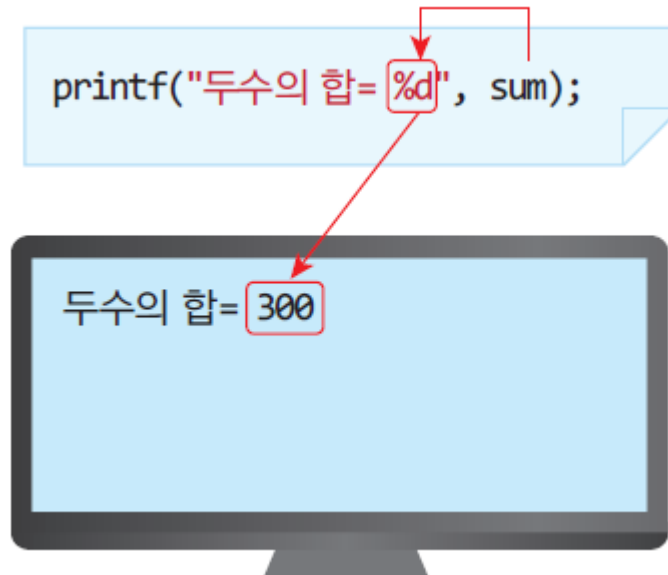 printf("두수의 합= %d", sum);
두수의 합= 300